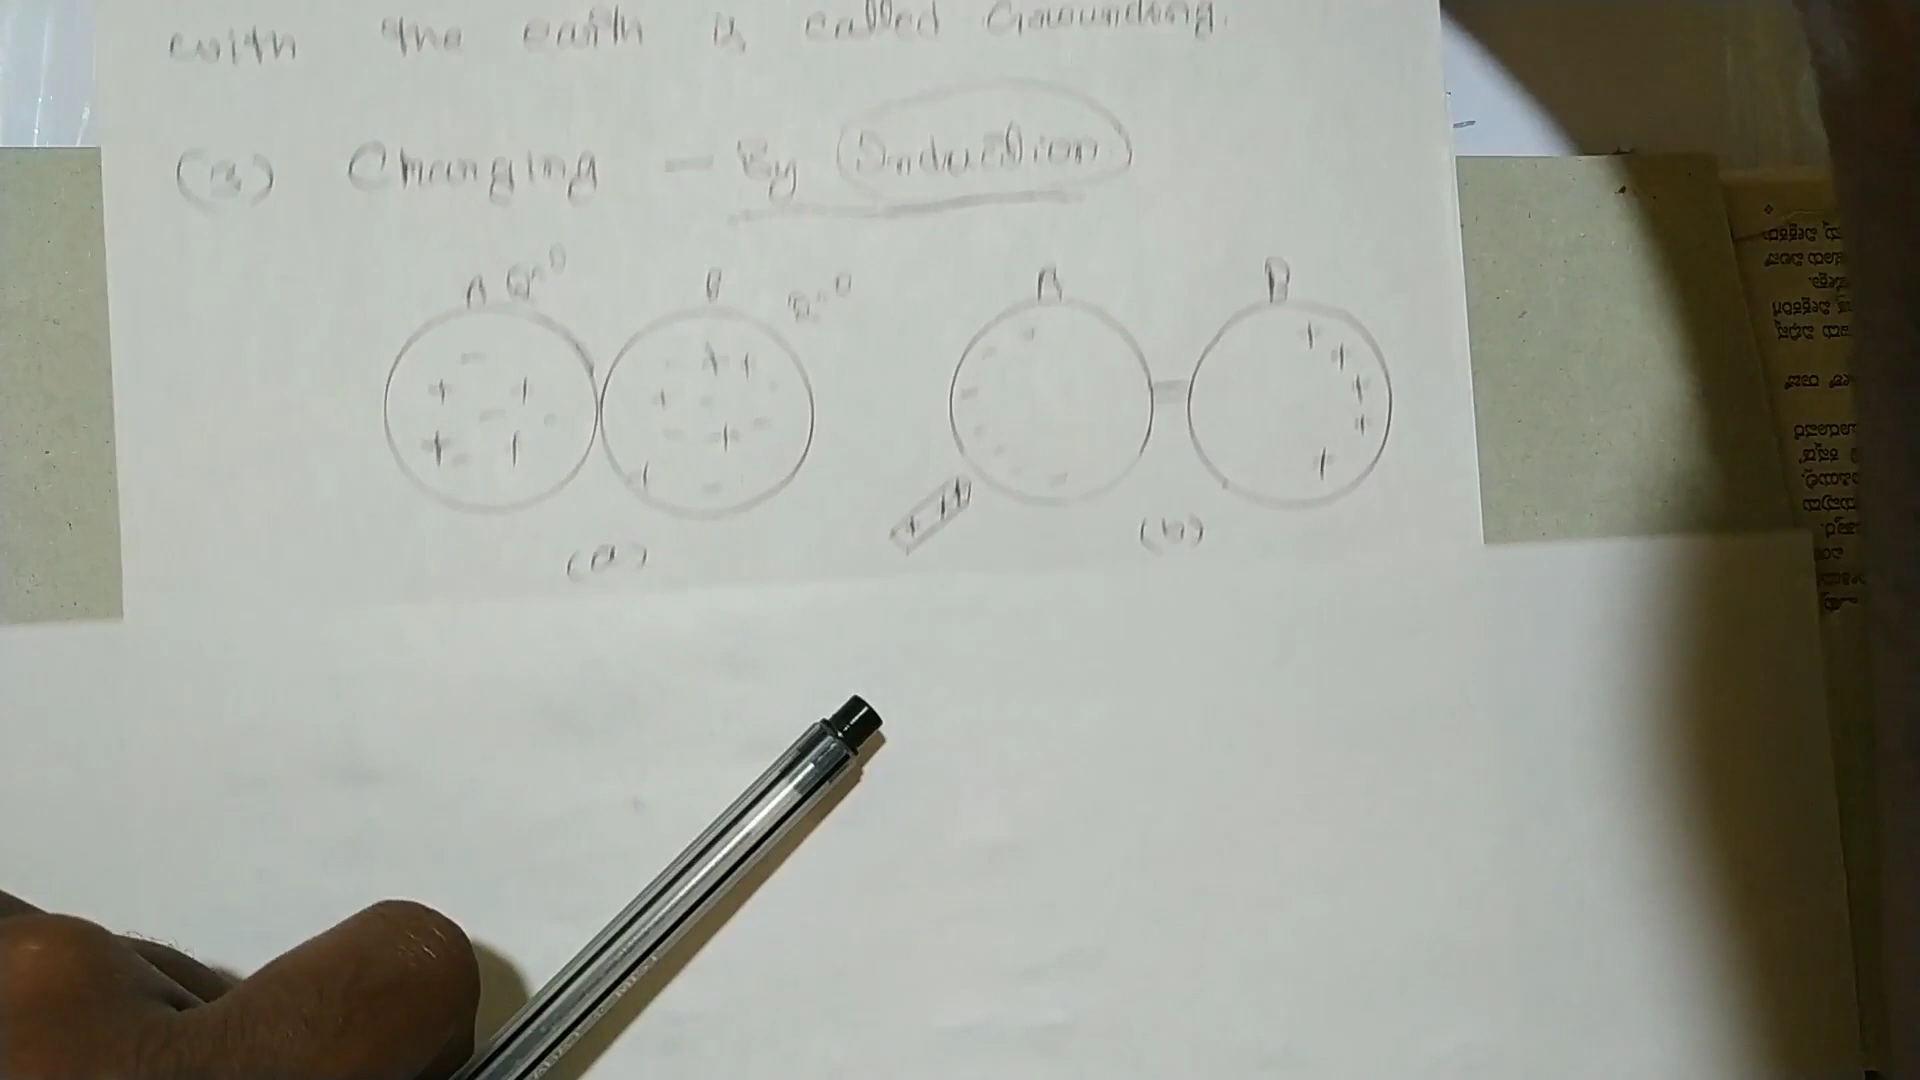 with the earth is called Grounding.
(3) Charging - By Induction
A Q=0 B Q=0 A B
(a) (b)